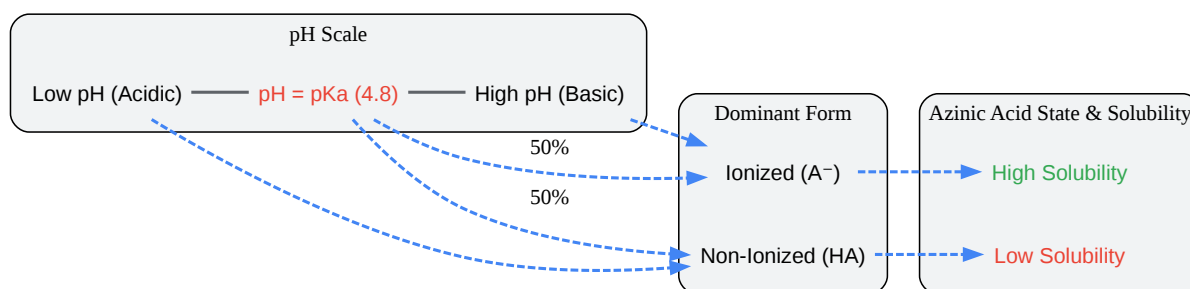 pH Scale
Low pH (Acidic)
pH = pKa (4.8)
High pH (Basic)
50%
50%
Dominant Form
Ionized (A⁻)
Non-Ionized (HA)
Azinic Acid State & Solubility
High Solubility
Low Solubility